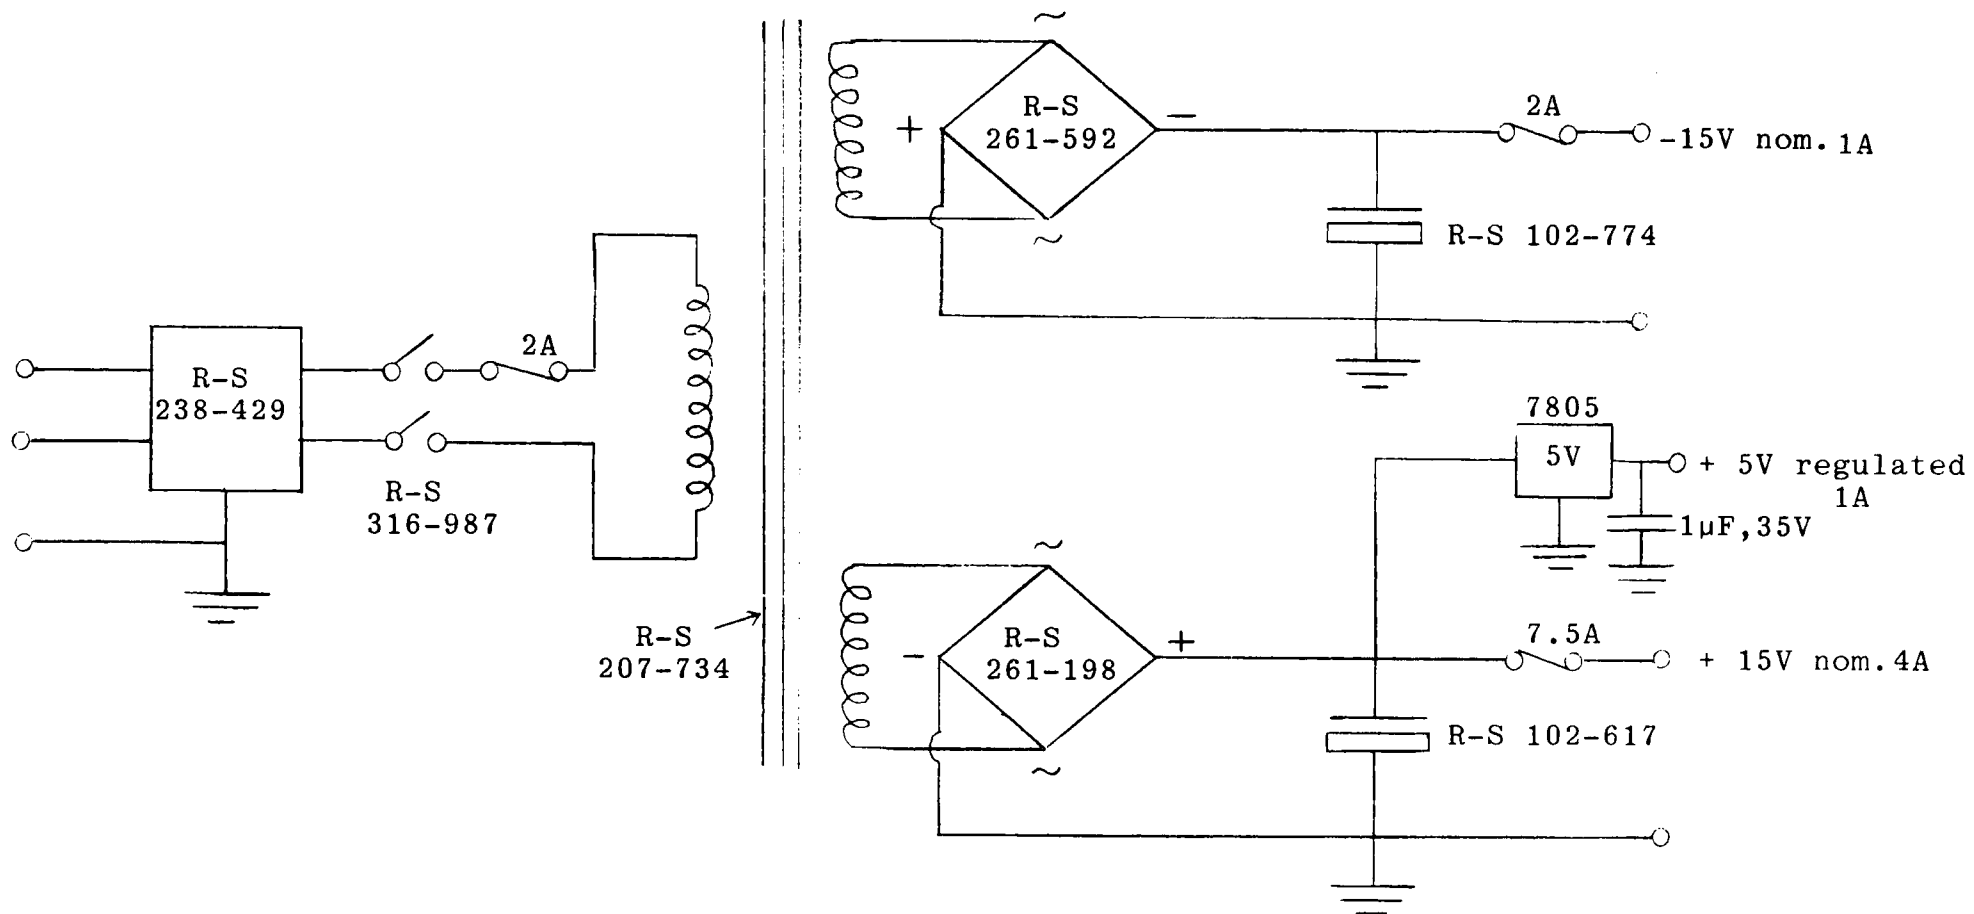 ~
R-S
261-592
+
−
~
2A
-15V nom. 1A
R-S 102-774
R-S
238-429
2A
R-S
316-987
R-S
207-734
7805
5V
+ 5V regulated
1A
1μF,35V
~
R-S
261-198
-
+
~
7.5A
+ 15V nom.4A
R-S 102-617